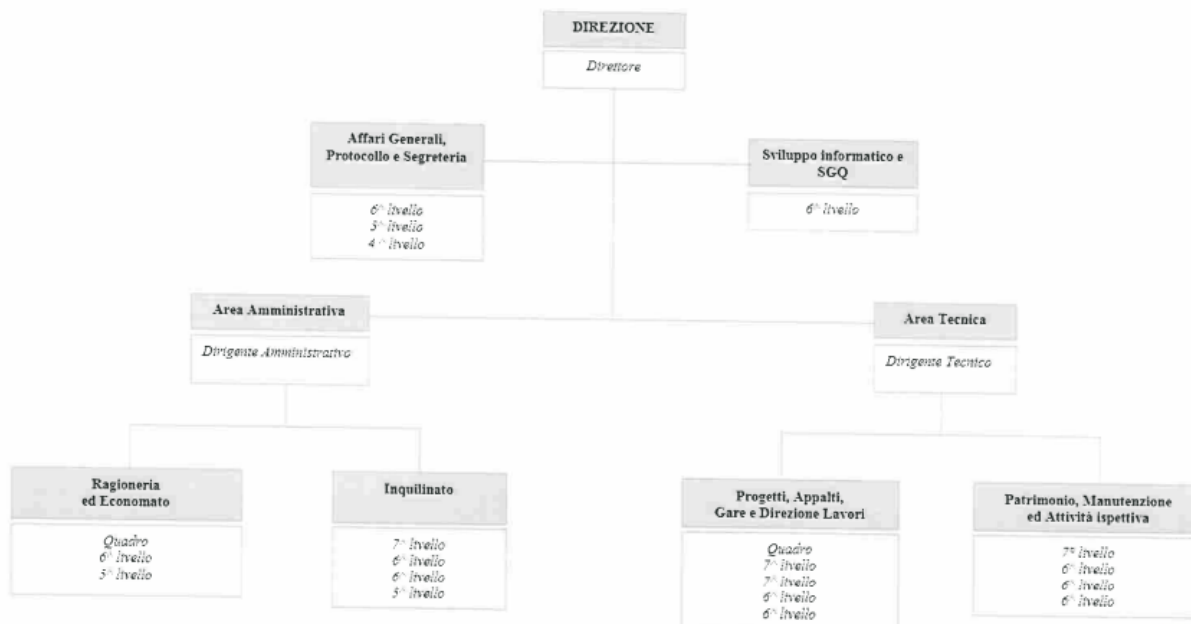 DIREZIONE
Direttore
Affari Generali,
Protocollo e Segreteria
6^ livello
5^ livello
4^ livello
Sviluppo informatico e
SGQ
6^ livello
Area Amministrativa
Dirigente Amministrativo
Area Tecnica
Dirigente Tecnico
Ragioneria
ed Economato
Quadro
6^ livello
5^ livello
Inquilinato
7^ livello
6^ livello
6^ livello
5^ livello
Progetti, Appalti,
Gare e Direzione Lavori
Quadro
7^ livello
7^ livello
6^ livello
6^ livello
Patrimonio, Manutenzione
ed Attività ispettiva
7^ livello
6^ livello
6^ livello
6^ livello